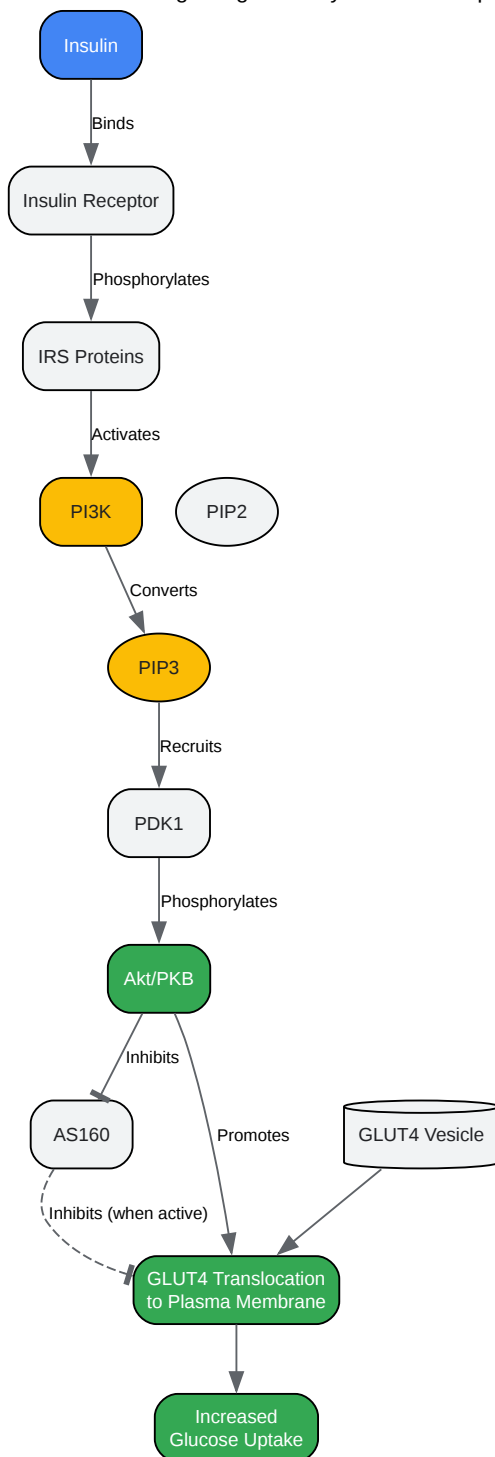 Insulin
Binds
Insulin Receptor
Phosphorylates
IRS Proteins
Activates
PI3K
PIP2
Converts
PIP3
Recruits
PDK1
Phosphorylates
Akt/PKB
Inhibits
AS160
Promotes
GLUT4 Vesicle
Inhibits (when active)
GLUT4 Translocation
to Plasma Membrane
Increased
Glucose Uptake